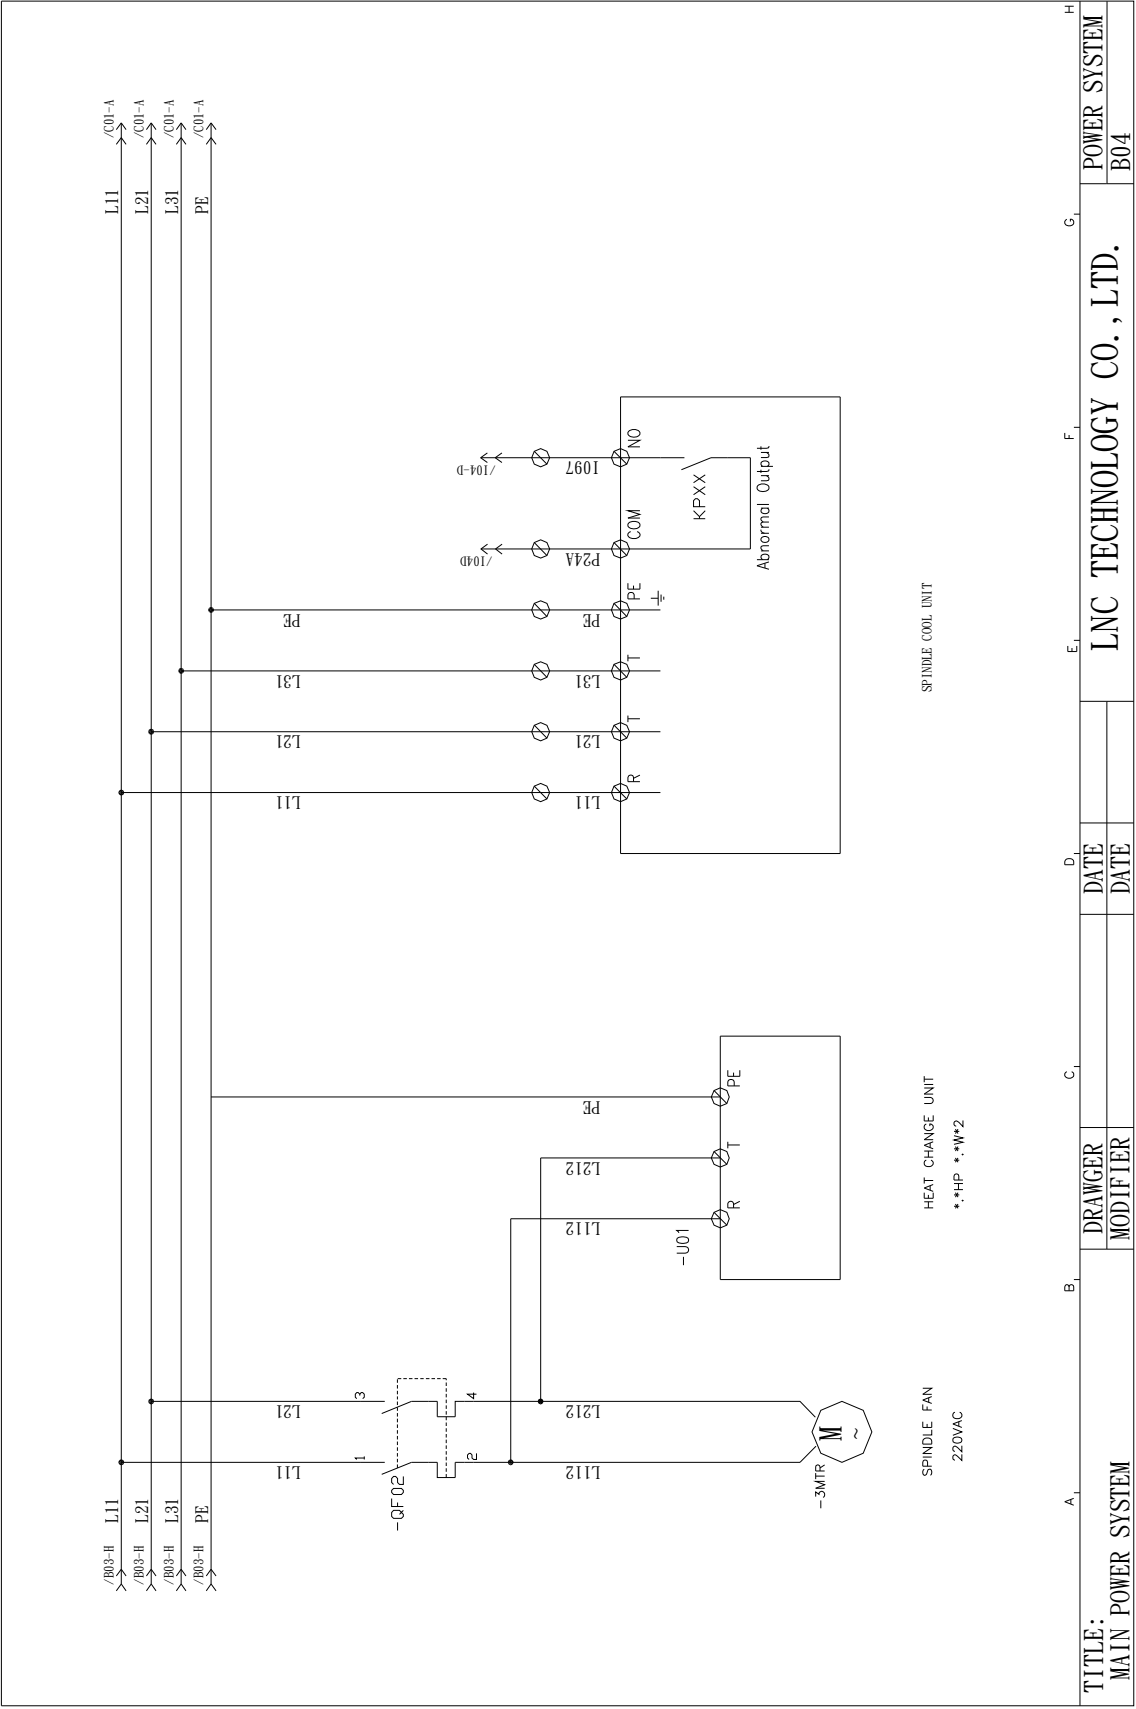 /B03-H L11 L11 /C01-A
/B03-H L21 L21 /C01-A
/B03-H L31 L31 /C01-A
/B03-H PE PE /C01-A
L11
L21
L11
L21
L31
PE
1
3
-QF02
2
4
/I04D
/I04-D
L112
L212
L112
L212
PE
L11
L21
L31
PE
P24A
I097
R
T
T
PE
COM
NO
KPXX
Abnormal Output
-U01
R
T
PE
-3MTR
M
~
SPINDLE FAN
220VAC
HEAT CHANGE UNIT
*.*HP *.*W*2
SPINDLE COOL UNIT
A B C D E F G H
TITLE:
MAIN POWER SYSTEM
DRAWGER
MODIFIER
DATE
DATE
LNC TECHNOLOGY CO.,LTD.
POWER SYSTEM
B04